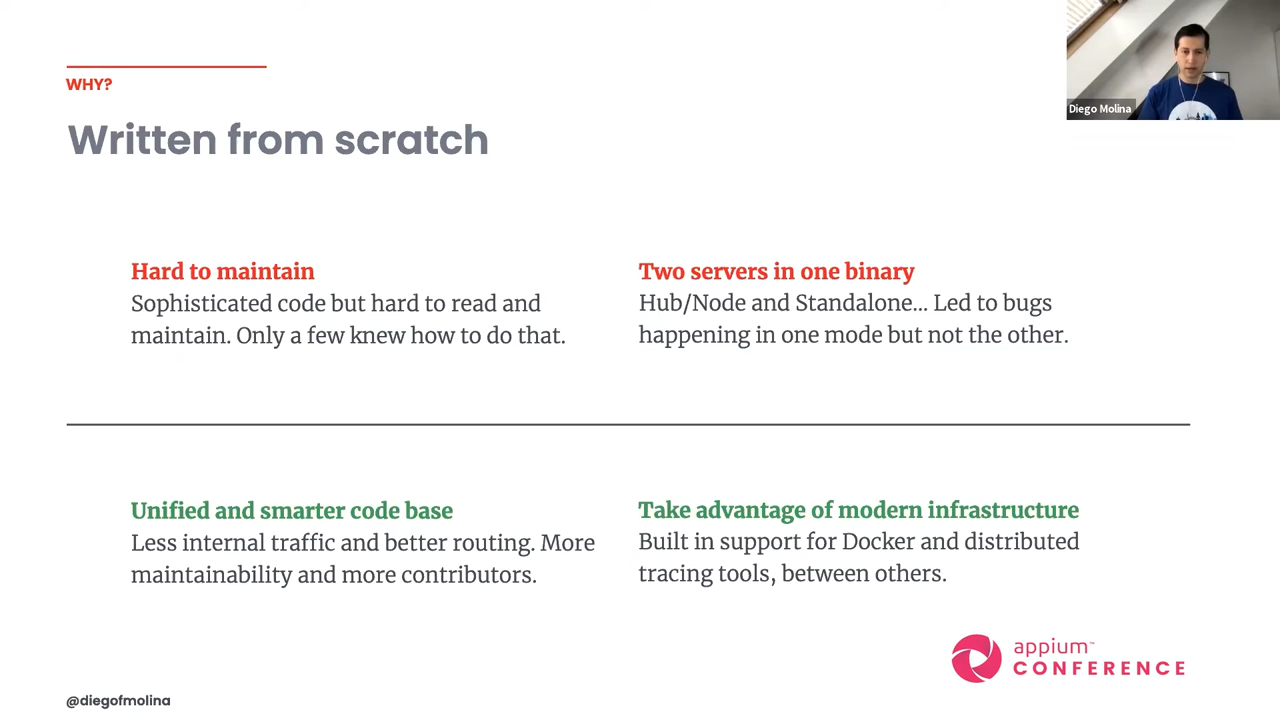 WHY?
Written from scratch
Diego Molina
Hard to maintain
Sophisticated code but hard to read and
maintain. Only a few knew how to do that.
Two servers in one binary
Hub/Node and Standalone... Led to bugs
happening in one mode but not the other.
Unified and smarter code base
Less internal traffic and better routing. More
maintainability and more contributors.
Take advantage of modern infrastructure
Built in support for Docker and distributed
tracing tools, between others.
appium™
CONFERENCE
@diegofmolina